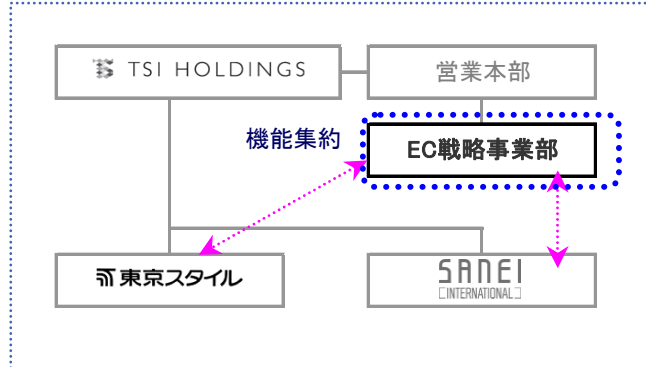 TSI HOLDINGS
営業本部
機能集約
EC戦略事業部
東京スタイル
SANEI
INTERNATIONAL